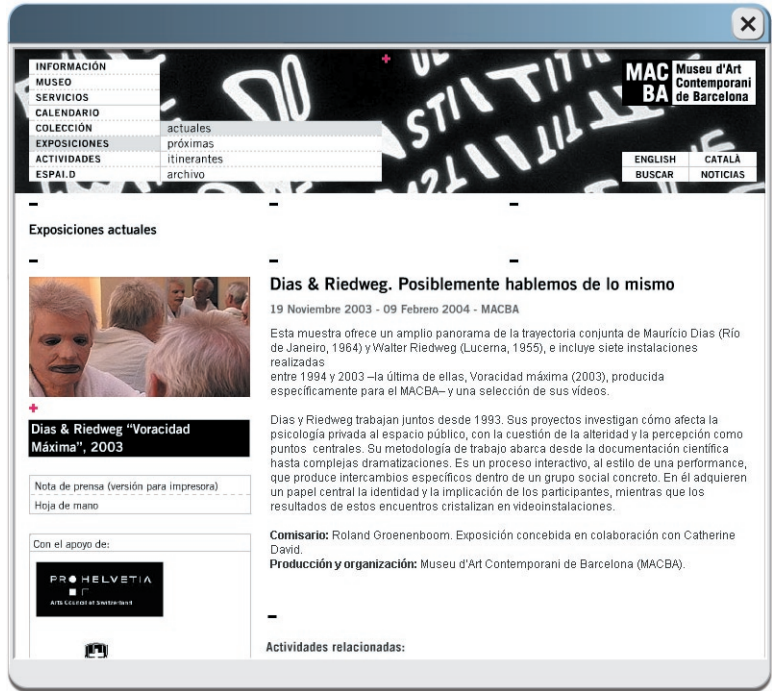 INFORMACIÓN
MUSEO
SERVICIOS
CALENDARIO
COLECCIÓN
EXPOSICIONES
ACTIVIDADES
ESPAI.D
actuales
próximas
itinerantes
archivo
MAC
BA
Museu d'Art
Contemporani
de Barcelona
ENGLISH CATALÀ
BUSCAR NOTICIAS
Exposiciones actuales
Dias & Riedweg "Voracidad
Máxima", 2003
Nota de prensa (versión para impresora)
Hoja de mano
Con el apoyo de:
PRO HELVETIA
Arts Council of Switzerland
Dias & Riedweg. Posiblemente hablemos de lo mismo
19 Noviembre 2003 - 09 Febrero 2004 - MACBA
Esta muestra ofrece un amplio panorama de la trayectoria conjunta de Maurício Dias (Río
de Janeiro, 1964) y Walter Riedweg (Lucerna, 1955), e incluye siete instalaciones
realizadas
entre 1994 y 2003 –la última de ellas, Voracidad máxima (2003), producida
específicamente para el MACBA– y una selección de sus vídeos.
Dias y Riedweg trabajan juntos desde 1993. Sus proyectos investigan cómo afecta la
psicología privada al espacio público, con la cuestión de la alteridad y la percepción como
puntos centrales. Su metodología de trabajo abarca desde la documentación científica
hasta complejas dramatizaciones. Es un proceso interactivo, al estilo de una performance,
que produce intercambios específicos dentro de un grupo social concreto. En él adquieren
un papel central la identidad y la implicación de los participantes, mientras que los
resultados de estos encuentros cristalizan en videoinstalaciones.
Comisario: Roland Groenenboom. Exposición concebida en colaboración con Catherine
David.
Producción y organización: Museu d'Art Contemporani de Barcelona (MACBA).
Actividades relacionadas: